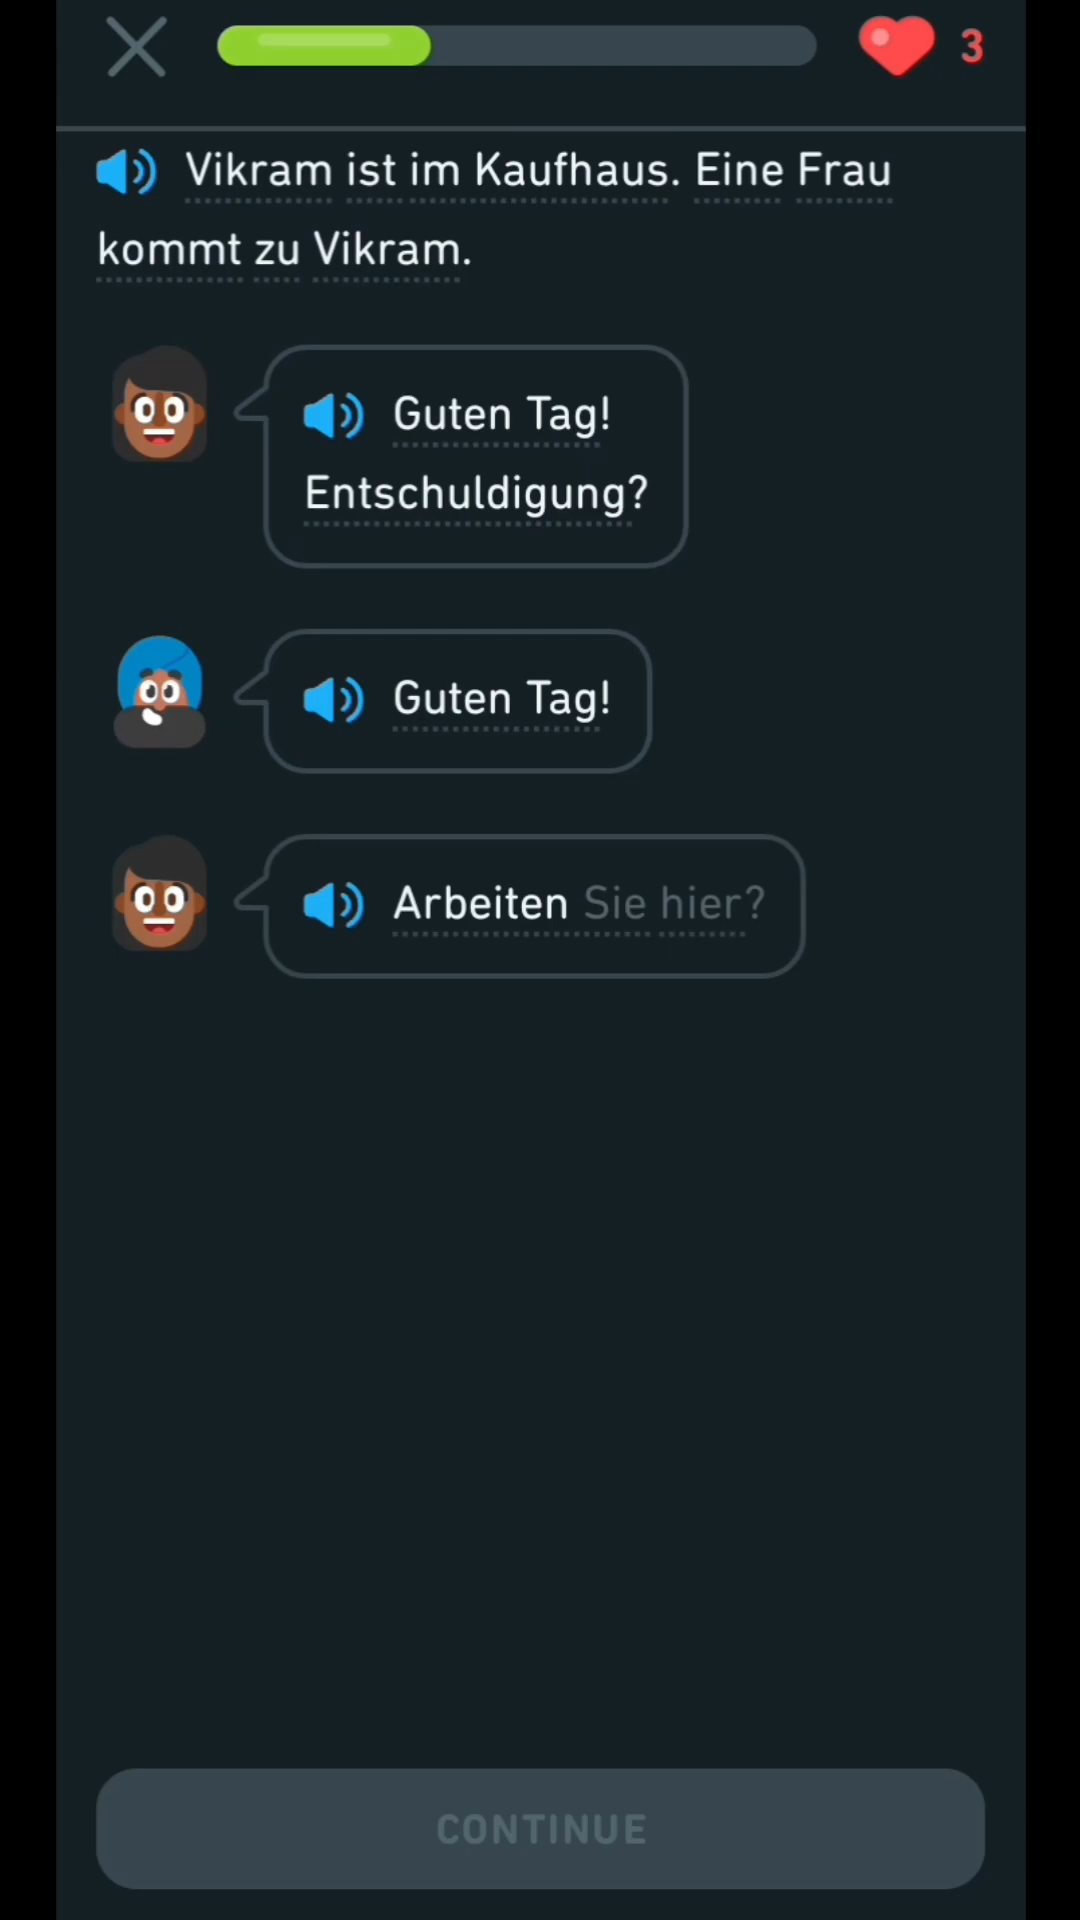 3
Vikram ist im Kaufhaus. Eine Frau
kommt zu Vikram.
Guten Tag!
Entschuldigung?
Guten Tag!
Arbeiten Sie hier?
CONTINUE